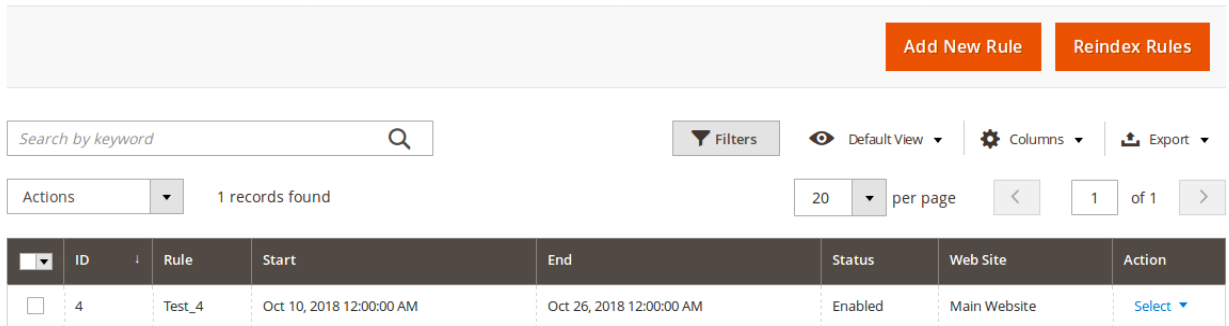 Add New Rule Reindex Rules
Search by keyword Filters Default View Columns Export
Actions 1 records found 20 per page 1 of 1
ID ↓ Rule Start End Status Web Site Action
4 Test_4 Oct 10, 2018 12:00:00 AM Oct 26, 2018 12:00:00 AM Enabled Main Website Select